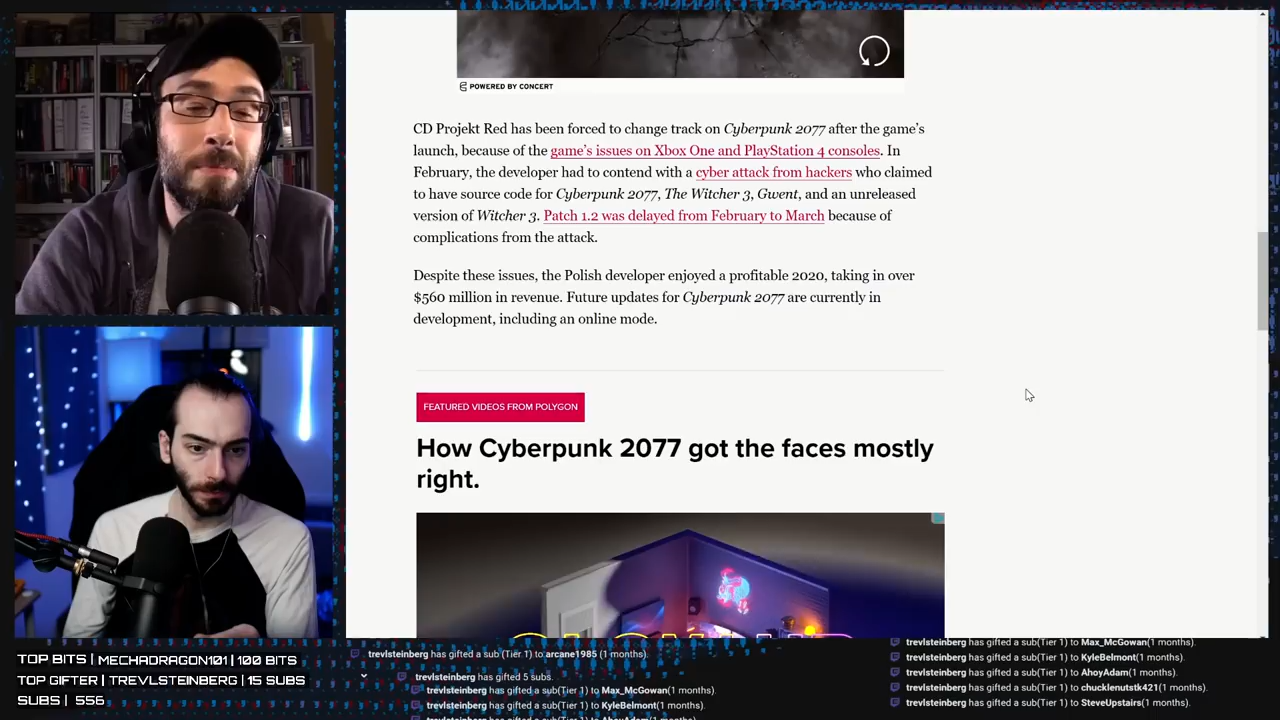 POWERED BY CONCERT
CD Projekt Red has been forced to change track on Cyberpunk 2077 after the game's
launch, because of the game's issues on Xbox One and PlayStation 4 consoles. In
February, the developer had to contend with a cyber attack from hackers who claimed
to have source code for Cyberpunk 2077, The Witcher 3, Gwent, and an unreleased
version of Witcher 3. Patch 1.2 was delayed from February to March because of
complications from the attack.
Despite these issues, the Polish developer enjoyed a profitable 2020, taking in over
$560 million in revenue. Future updates for Cyberpunk 2077 are currently in
development, including an online mode.
FEATURED VIDEOS FROM POLYGON
How Cyberpunk 2077 got the faces mostly
right.
TOP BITS | MECHADRAGON101 | 100 BITS
TOP GIFTER | TREVLSTEINBERG | 15 SUBS
SUBS | 556
trevlsteinberg has gifted a sub (Tier 1) to arcane1985 (1 months).
trevlsteinberg has gifted 5 subs.
trevlsteinberg has gifted a sub(Tier 1) to Max_McGowan(1 months).
trevlsteinberg has gifted a sub(Tier 1) to KyleBelmont(1 months).
trevlsteinberg has gifted a sub(Tier 1) to Max_McGowan(1 months).
trevlsteinberg has gifted a sub(Tier 1) to KyleBelmont(1 months).
trevlsteinberg has gifted a sub(Tier 1) to AhoyAdam(1 months).
trevlsteinberg has gifted a sub(Tier 1) to chucklenutstk421(1 months).
trevlsteinberg has gifted a sub(Tier 1) to SteveUpstairs(1 months).